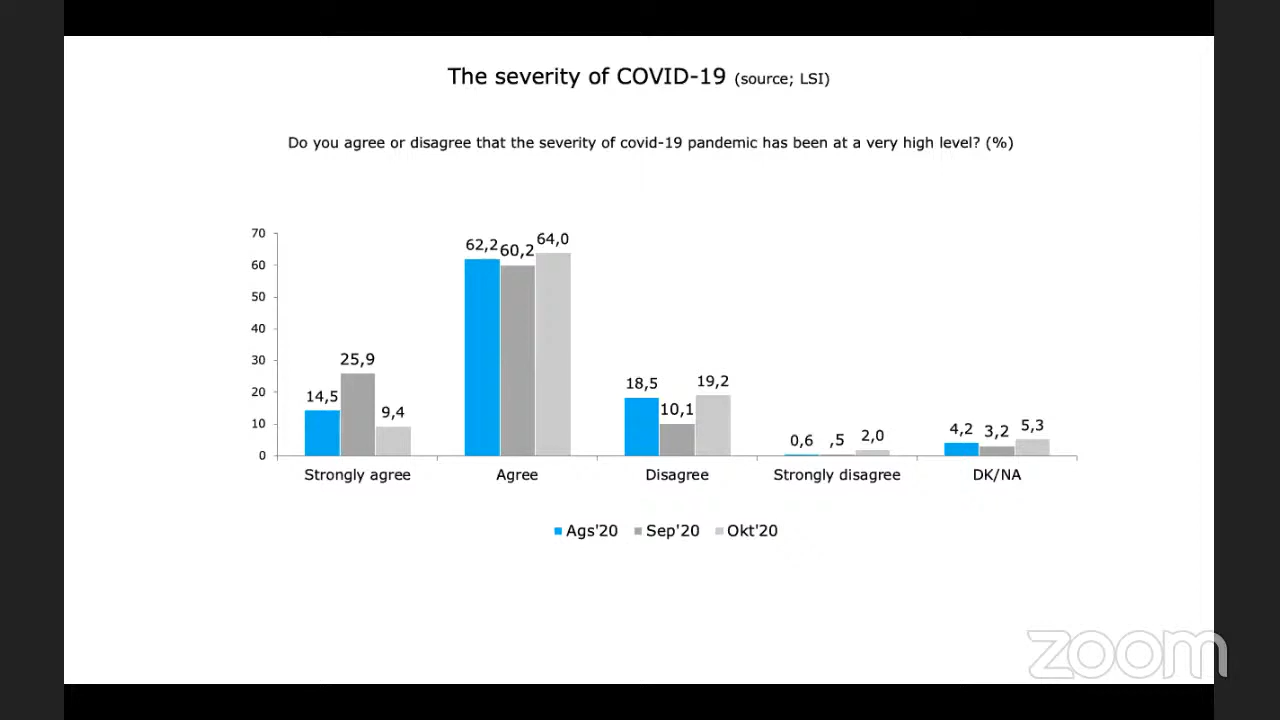 The severity of COVID-19 (source; LSI)
Do you agree or disagree that the severity of covid-19 pandemic has been at a very high level? (%)
70
60
50
40
30
20
10
0
14,5
25,9
9,4
62,2
60,2
64,0
18,5
10,1
19,2
0,6
,5
2,0
4,2
3,2
5,3
Strongly agree
Agree
Disagree
Strongly disagree
DK/NA
Ags'20 Sep'20 Okt'20
zoom